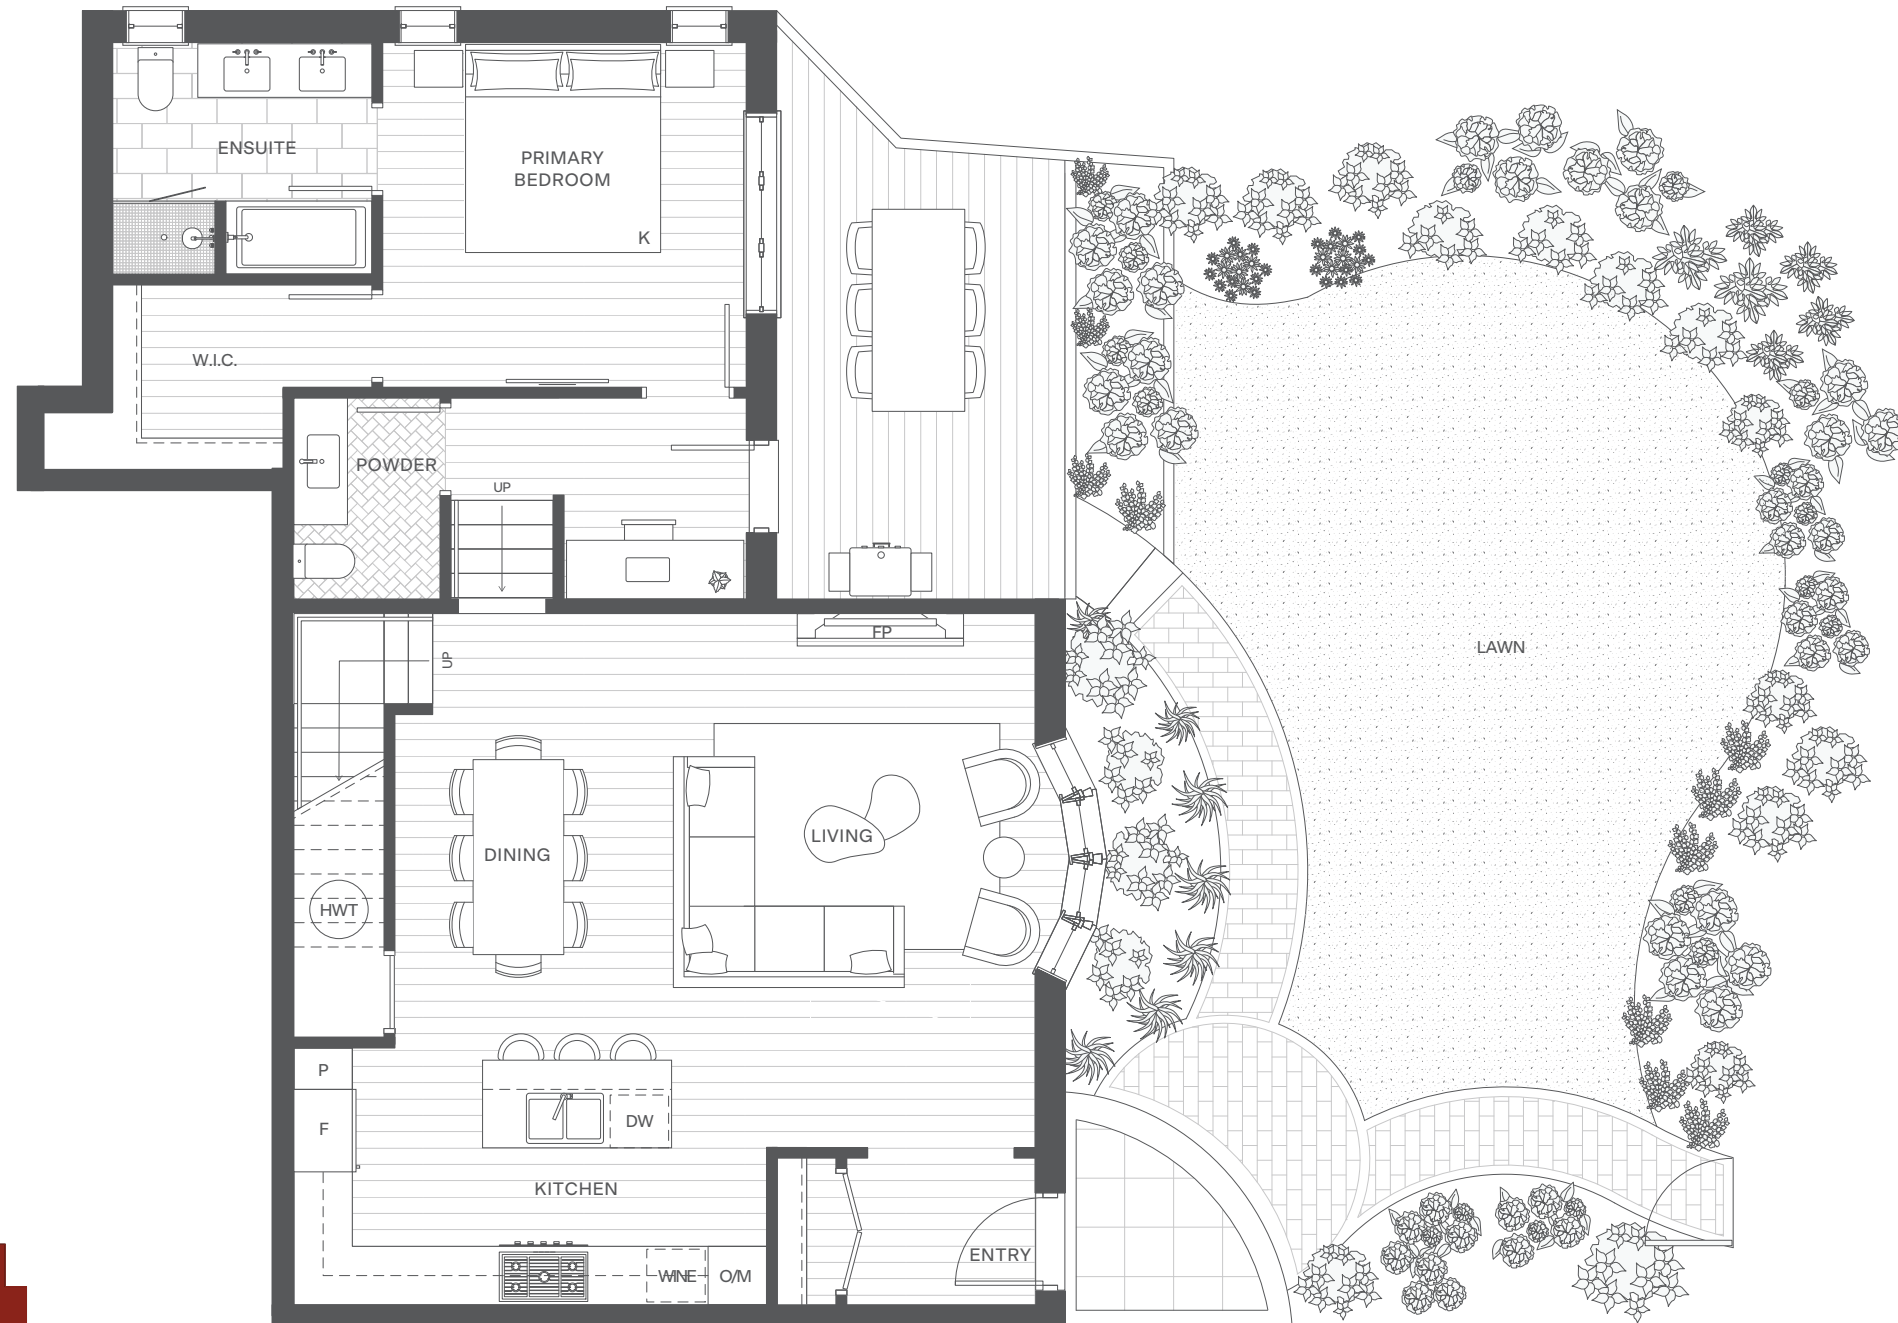 ENSUITE
PRIMARY
BEDROOM
K
W.I.C.
POWDER
UP
FP
UP
LAWN
LIVING
DINING
HWT
P
F
DW
KITCHEN
ENTRY
WINE
O/M